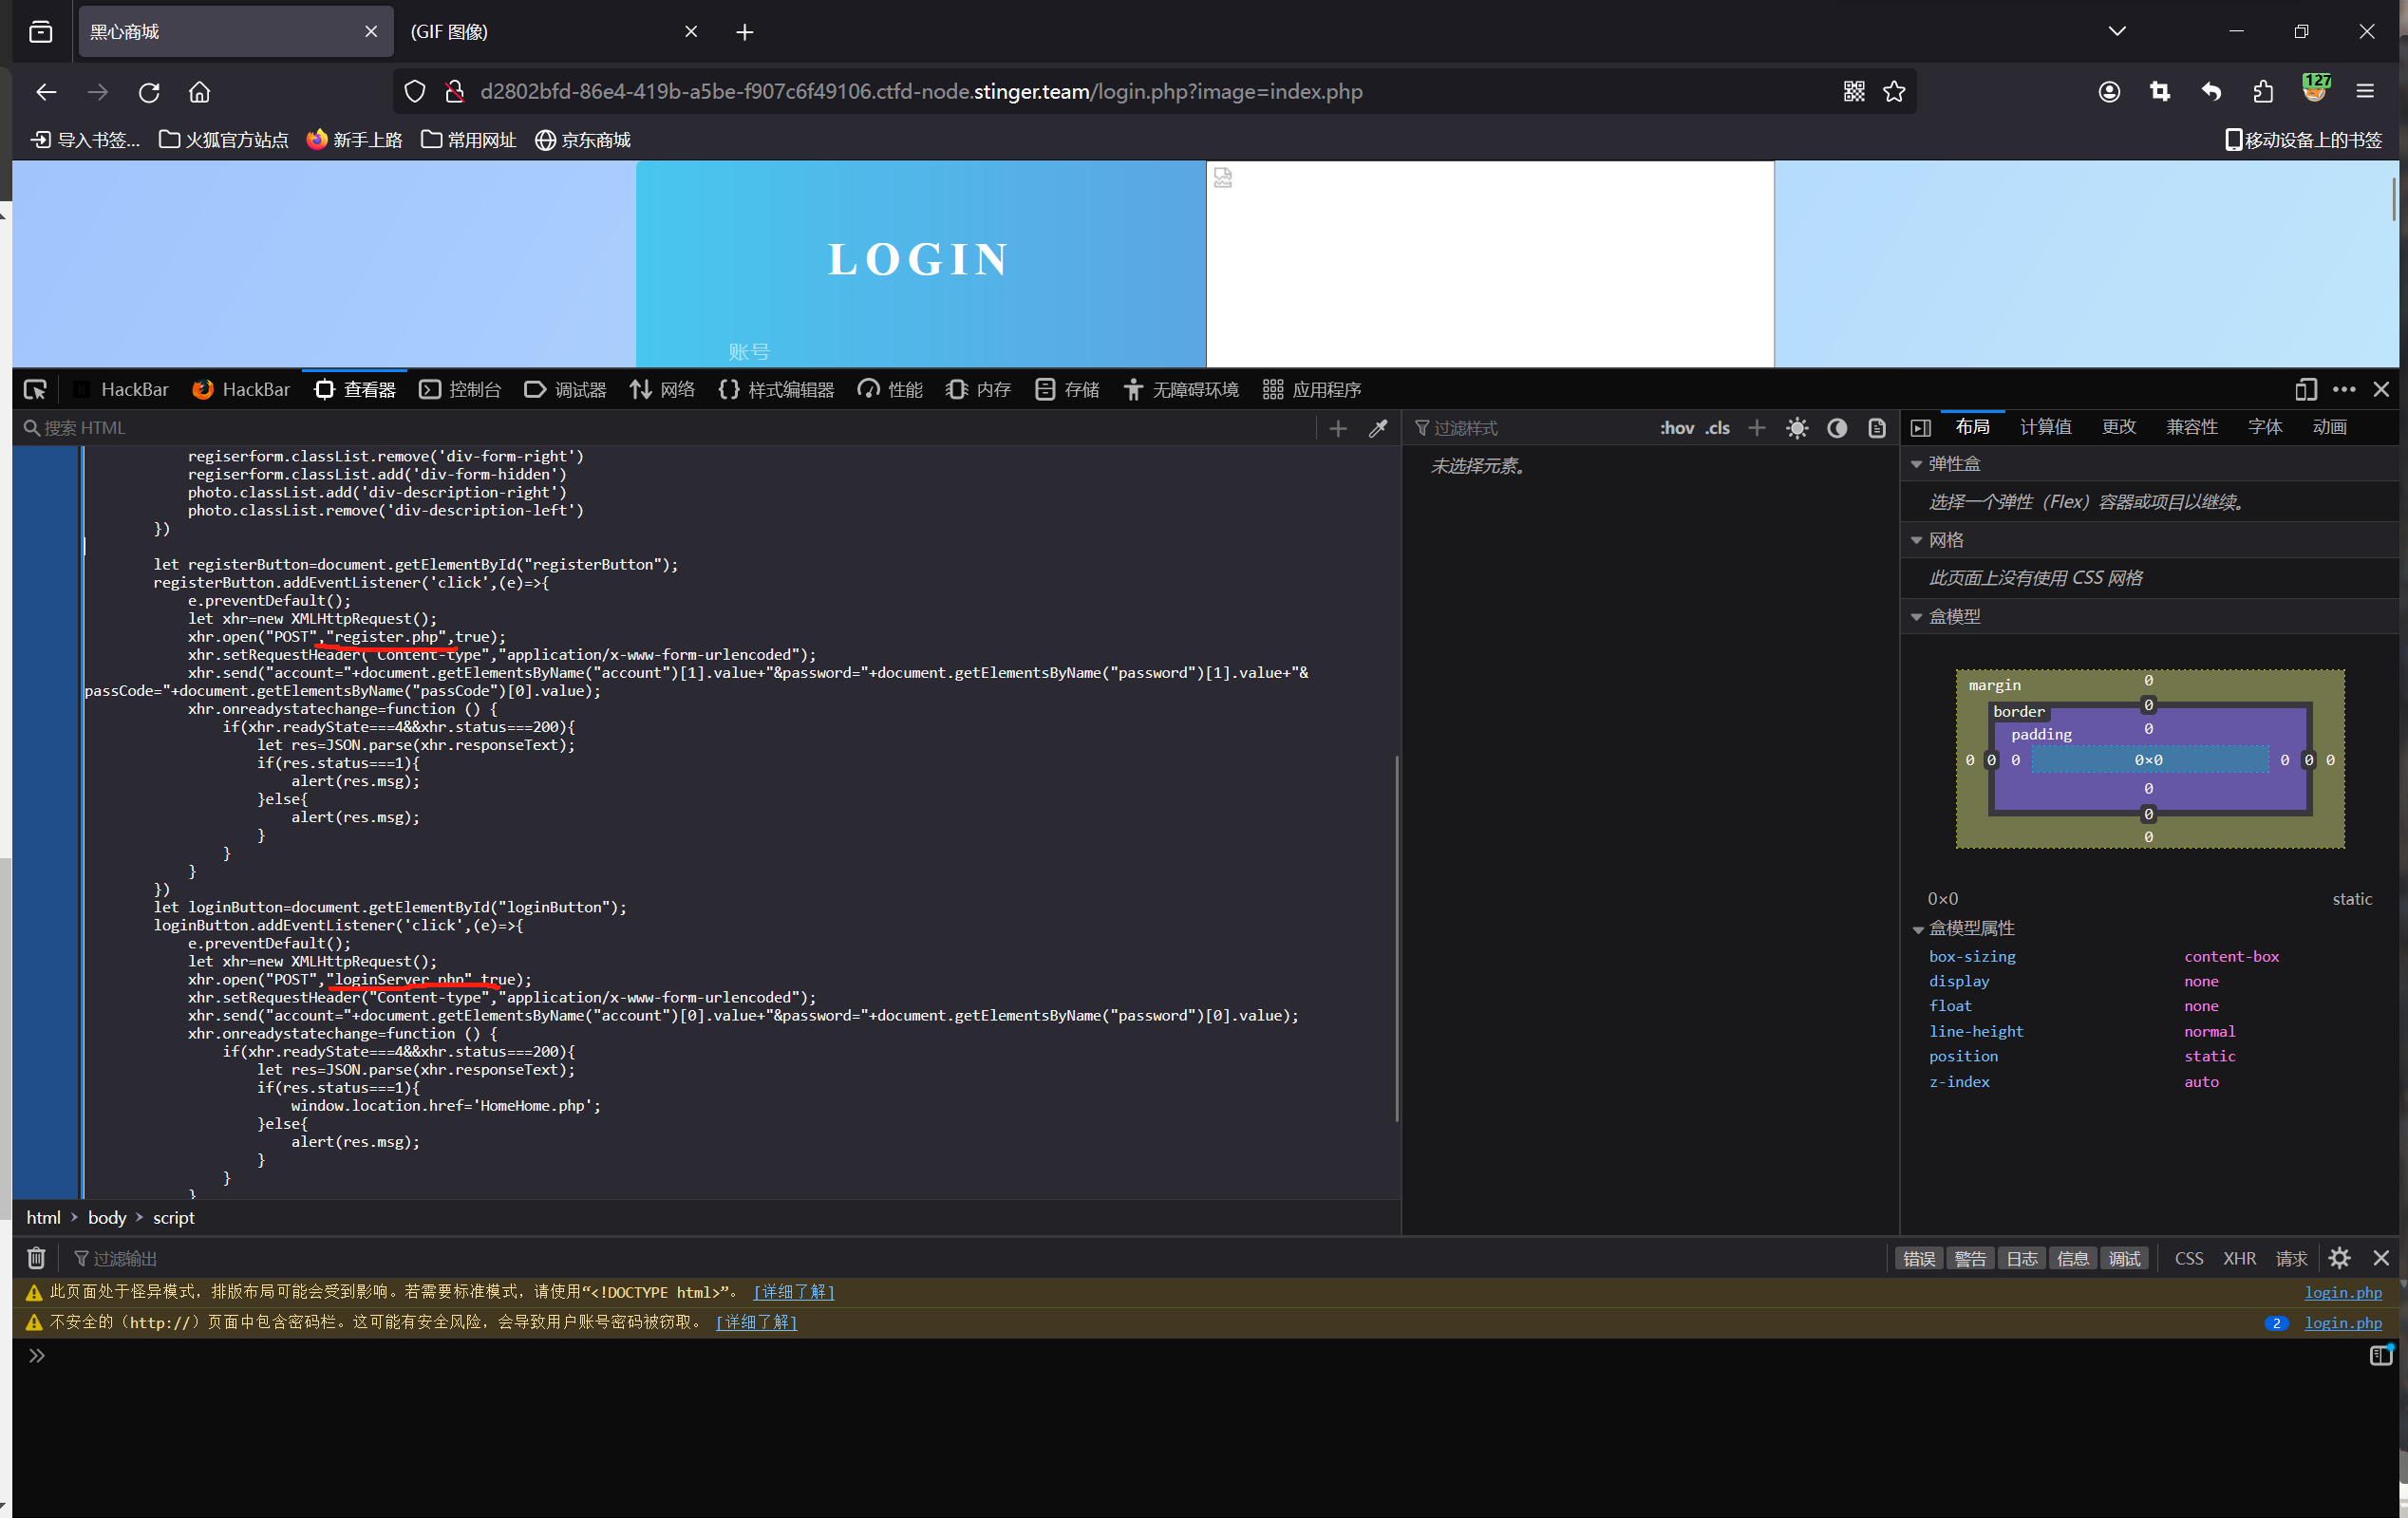 黑心商城
(GIF 图像)
d2802bfd-86e4-419b-a5be-f907c6f49106.ctfd-node.stinger.team/login.php?image=index.php
127
导入书签...
火狐官方站点
新手上路
常用网址
京东商城
移动设备上的书签
LOGIN
账号
HackBar
HackBar
查看器
控制台
调试器
网络
样式编辑器
性能
内存
存储
无障碍环境
应用程序
搜索 HTML
过滤样式
:hov .cls
布局
计算值
更改
兼容性
字体
动画
regiserform.classList.remove('div-form-right')
regiserform.classList.add('div-form-hidden')
photo.classList.add('div-description-right')
photo.classList.remove('div-description-left')
})
let registerButton=document.getElementById("registerButton");
registerButton.addEventListener('click',(e)=>{
e.preventDefault();
let xhr=new XMLHttpRequest();
xhr.open("POST","register.php",true);
xhr.setRequestHeader("Content-type","application/x-www-form-urlencoded");
xhr.send("account="+document.getElementsByName("account")[1].value+"&password="+document.getElementsByName("password")[1].value+"&
passCode="+document.getElementsByName("passCode")[0].value);
xhr.onreadystatechange=function () {
if(xhr.readyState===4&&xhr.status===200){
let res=JSON.parse(xhr.responseText);
if(res.status===1){
alert(res.msg);
}else{
alert(res.msg);
}
}
}
})
let loginButton=document.getElementById("loginButton");
loginButton.addEventListener('click',(e)=>{
e.preventDefault();
let xhr=new XMLHttpRequest();
xhr.open("POST","loginServer.php",true);
xhr.setRequestHeader("Content-type","application/x-www-form-urlencoded");
xhr.send("account="+document.getElementsByName("account")[0].value+"&password="+document.getElementsByName("password")[0].value);
xhr.onreadystatechange=function () {
if(xhr.readyState===4&&xhr.status===200){
let res=JSON.parse(xhr.responseText);
if(res.status===1){
window.location.href='HomeHome.php';
}else{
alert(res.msg);
}
}
}
html › body › script
未选择元素。
弹性盒
选择一个弹性（Flex）容器或项目以继续。
网格
此页面上没有使用 CSS 网格
盒模型
margin
0
border
0
padding
0
0 0 0 0×0 0 0 0
0
0
0
0×0
static
盒模型属性
box-sizing content-box
display none
float none
line-height normal
position static
z-index auto
过滤输出
错误 警告 日志 信息 调试 CSS XHR 请求
此页面处于怪异模式，排版布局可能会受到影响。若需要标准模式，请使用“<!DOCTYPE html>”。 [详细了解]
login.php
不安全的（http://）页面中包含密码栏。这可能有安全风险，会导致用户账号密码被窃取。 [详细了解]
2 login.php